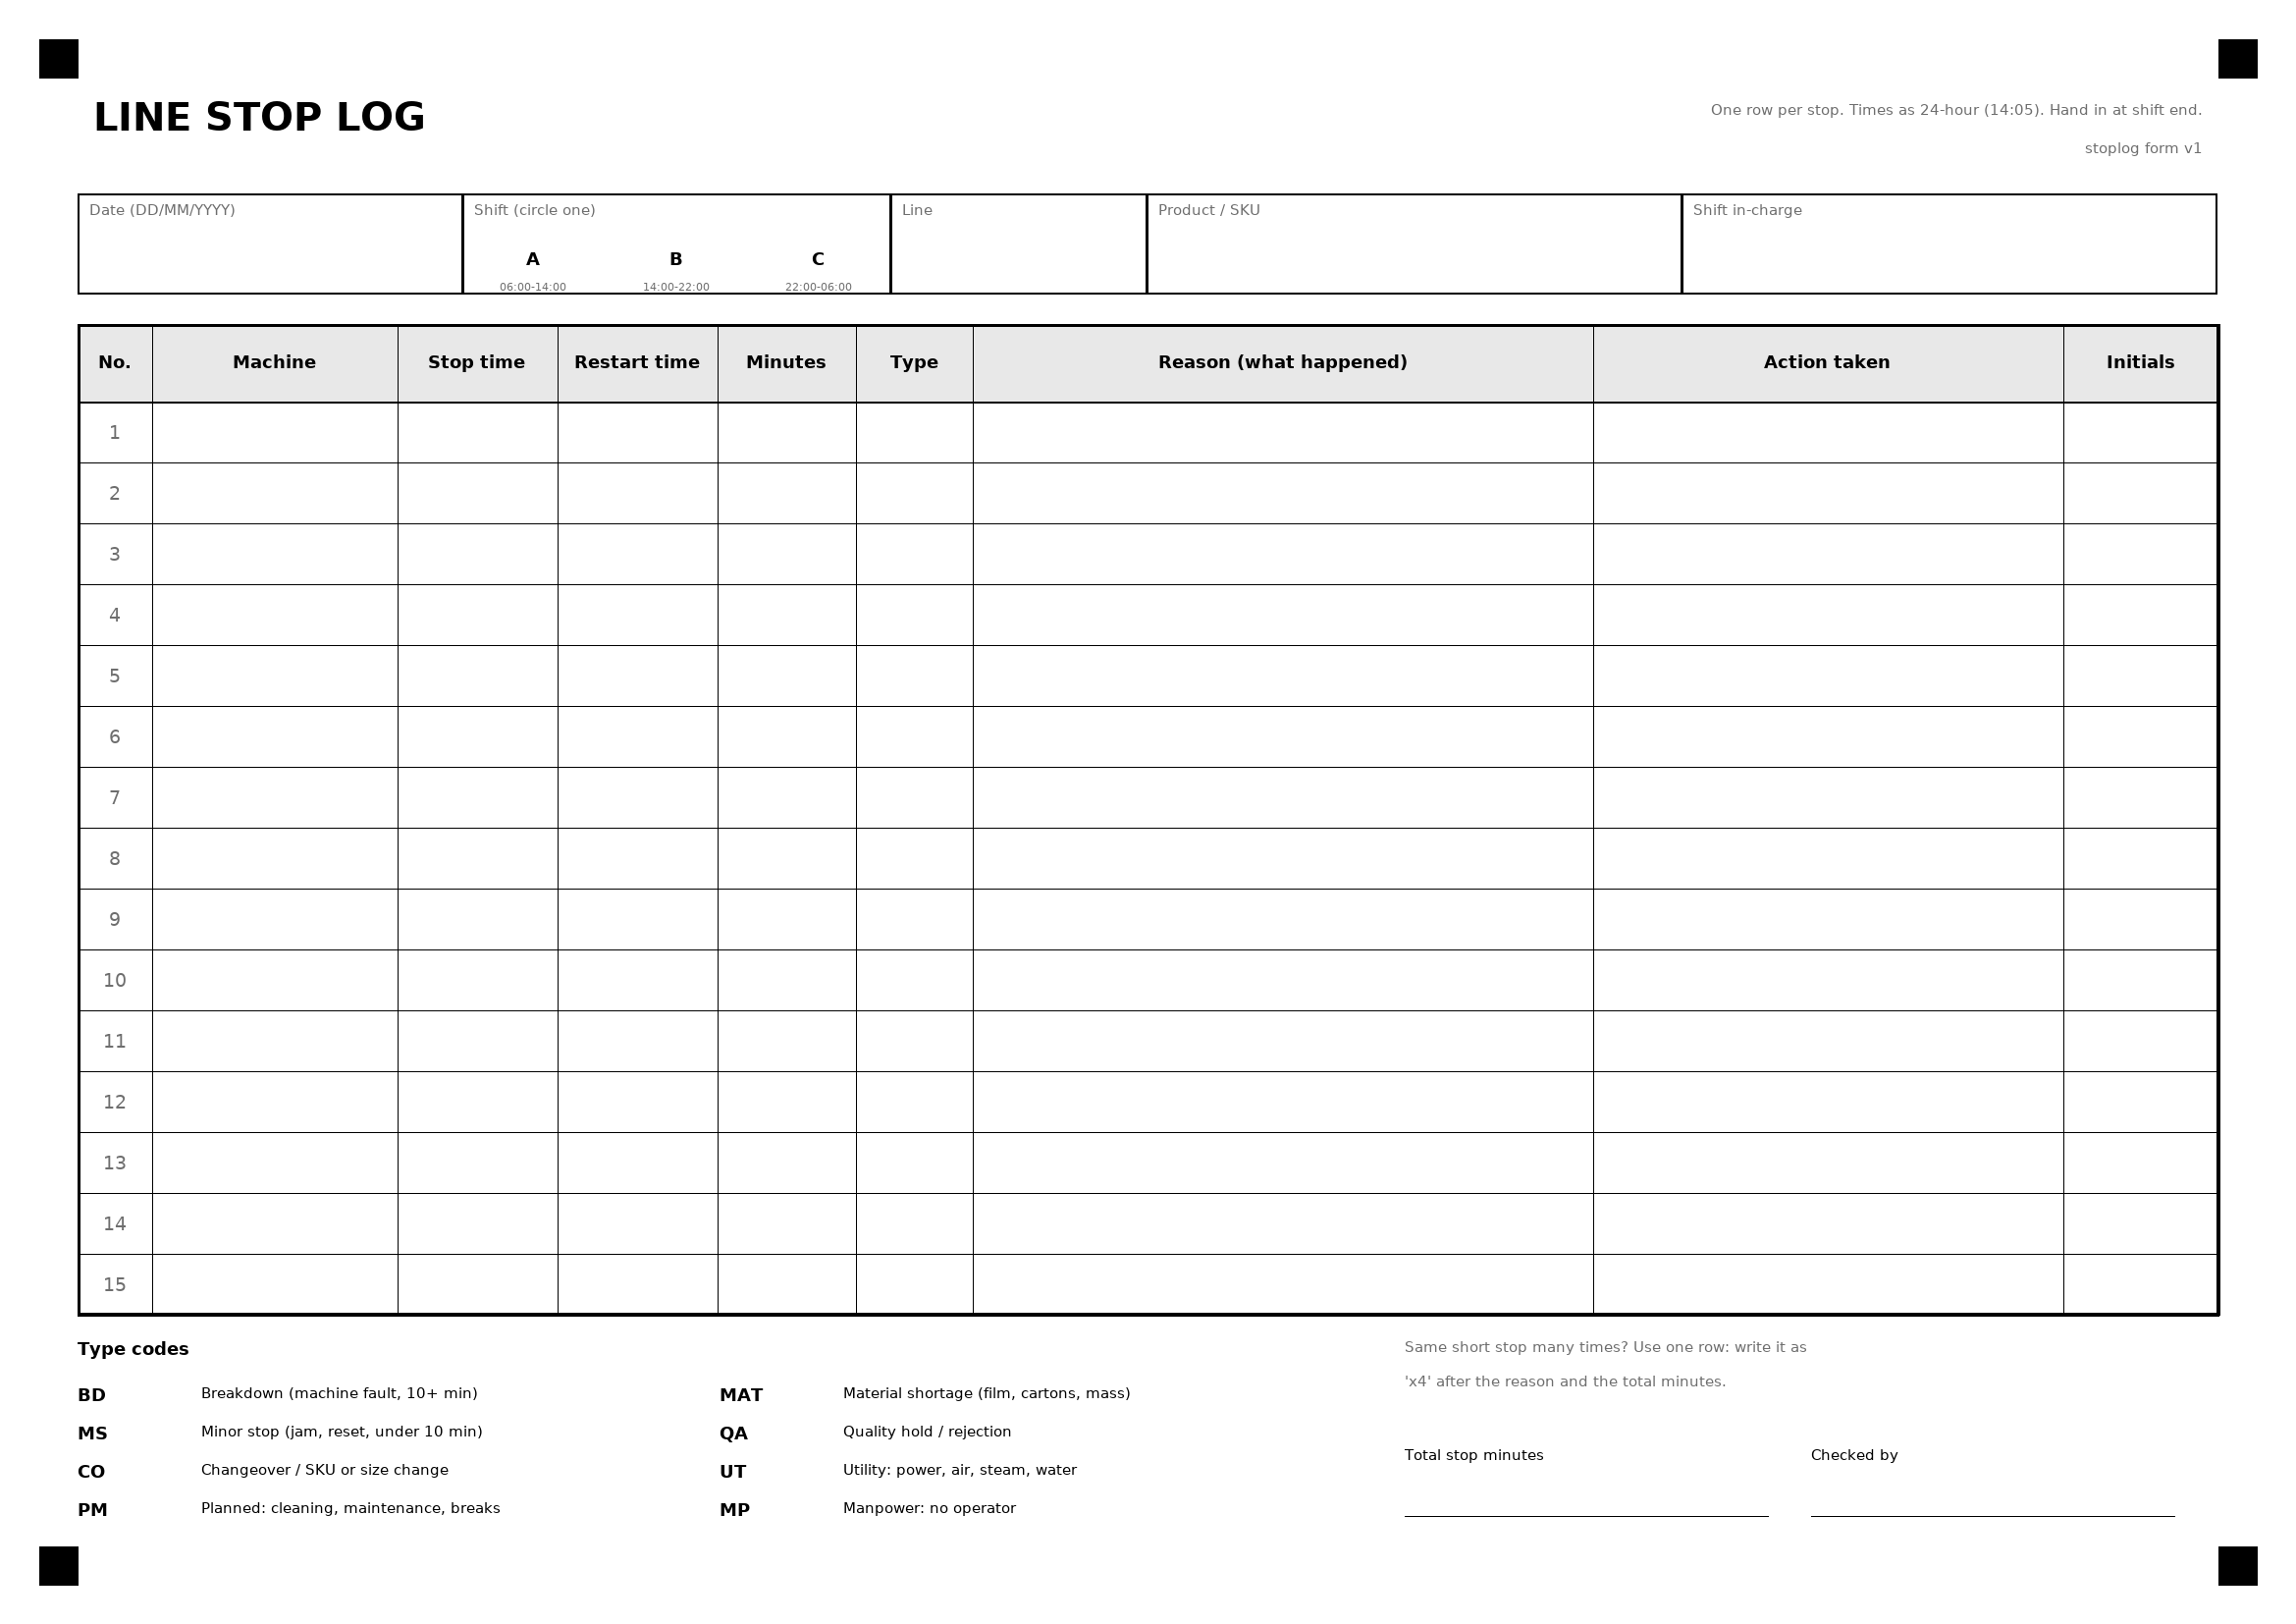 LINE STOP LOG
One row per stop. Times as 24-hour (14:05). Hand in at shift end.
stoplog form v1
Date (DD/MM/YYYY) Shift (circle one) Line Product / SKU Shift in-charge
A B C
06:00-14:00 14:00-22:00 22:00-06:00
No. Machine Stop time Restart time Minutes Type Reason (what happened) Action taken Initials
1
2
3
4
5
6
7
8
9
10
11
12
13
14
15
Type codes
BD Breakdown (machine fault, 10+ min)
MS Minor stop (jam, reset, under 10 min)
CO Changeover / SKU or size change
PM Planned: cleaning, maintenance, breaks
MAT Material shortage (film, cartons, mass)
QA Quality hold / rejection
UT Utility: power, air, steam, water
MP Manpower: no operator
Same short stop many times? Use one row: write it as
'x4' after the reason and the total minutes.
Total stop minutes Checked by